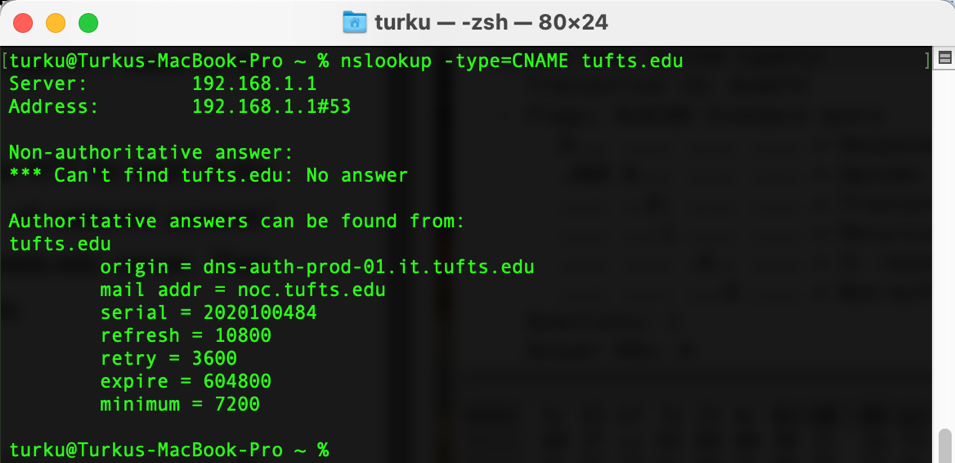 turku — -zsh — 80×24
[turku@Turkus-MacBook-Pro ~ % nslookup -type=CNAME tufts.edu ]
Server: 192.168.1.1
Address: 192.168.1.1#53
Non-authoritative answer:
*** Can't find tufts.edu: No answer
Authoritative answers can be found from:
tufts.edu
origin = dns-auth-prod-01.it.tufts.edu
mail addr = noc.tufts.edu
serial = 2020100484
refresh = 10800
retry = 3600
expire = 604800
minimum = 7200
turku@Turkus-MacBook-Pro ~ %